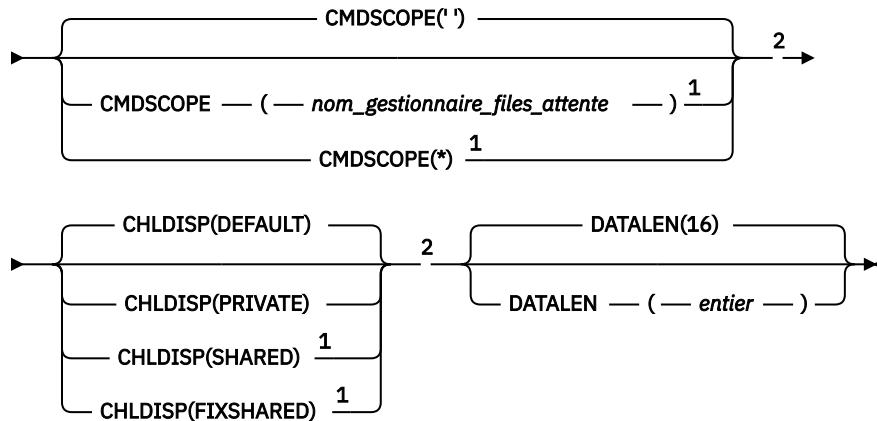 CMDSCOPE(' ')
2
CMDSCOPE ( nom_gestionnaire_files_attente ) 1
CMDSCOPE(*) 1
CHLDISP(DEFAULT) DATALEN(16)
2
CHLDISP(PRIVATE) DATALEN ( entier )
CHLDISP(SHARED) 1
CHLDISP(FIXSHARED) 1